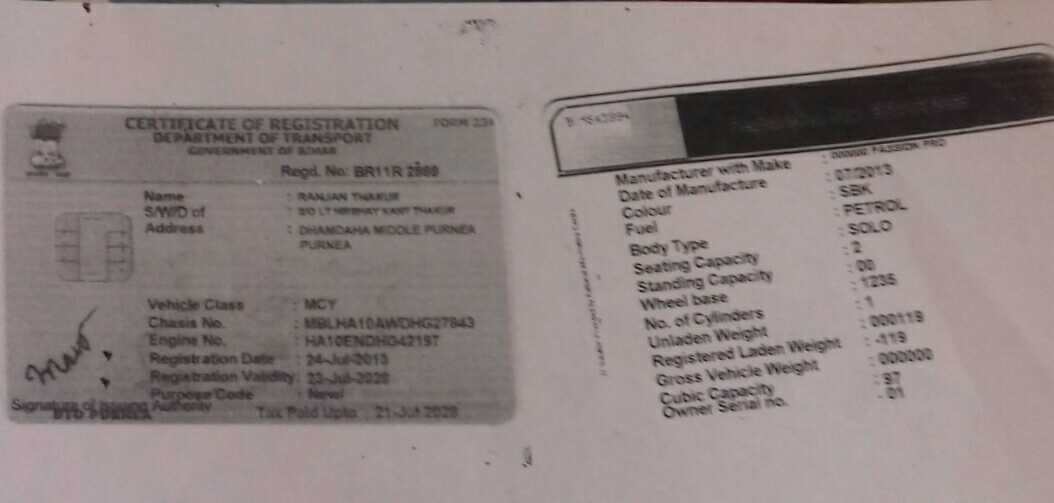 CERTIFICATE OF REGISTRATION FORM 23A
DEPARTMENT OF TRANSPORT
GOVERNMENT OF BIHAR
Regd. No: BR11R 2980
Name : RANJAN THAKUR
S/W/D of : S/O LT NIRBHAY KANT THAKUR
Address : DHAMDAHA MIDDLE PURNEA
PURNEA
Vehicle Class : MCY
Chasis No. : MBLHA10AWDHG27843
Engine No. : HA10ENDHG42197
Registration Date : 24-Jul-2013
Registration Validity : 23-Jul-2028
Purpose Code : New/
Signature of Issuing Authority
DTO PURNEA Tax Paid Upto : 21-Jul-2028
Manufacturer with Make : 000000 PASSION PRO
Date of Manufacture : 07/2013
Colour : SBK
Fuel : PETROL
Body Type : SOLO
Seating Capacity : 2
Standing Capacity : 00
Wheel base : 1235
No. of Cylinders : 1
Unladen Weight : 000119
Registered Laden Weight : -119
Gross Vehicle Weight : 000000
Cubic Capacity : 97
Owner Serial no. : 01